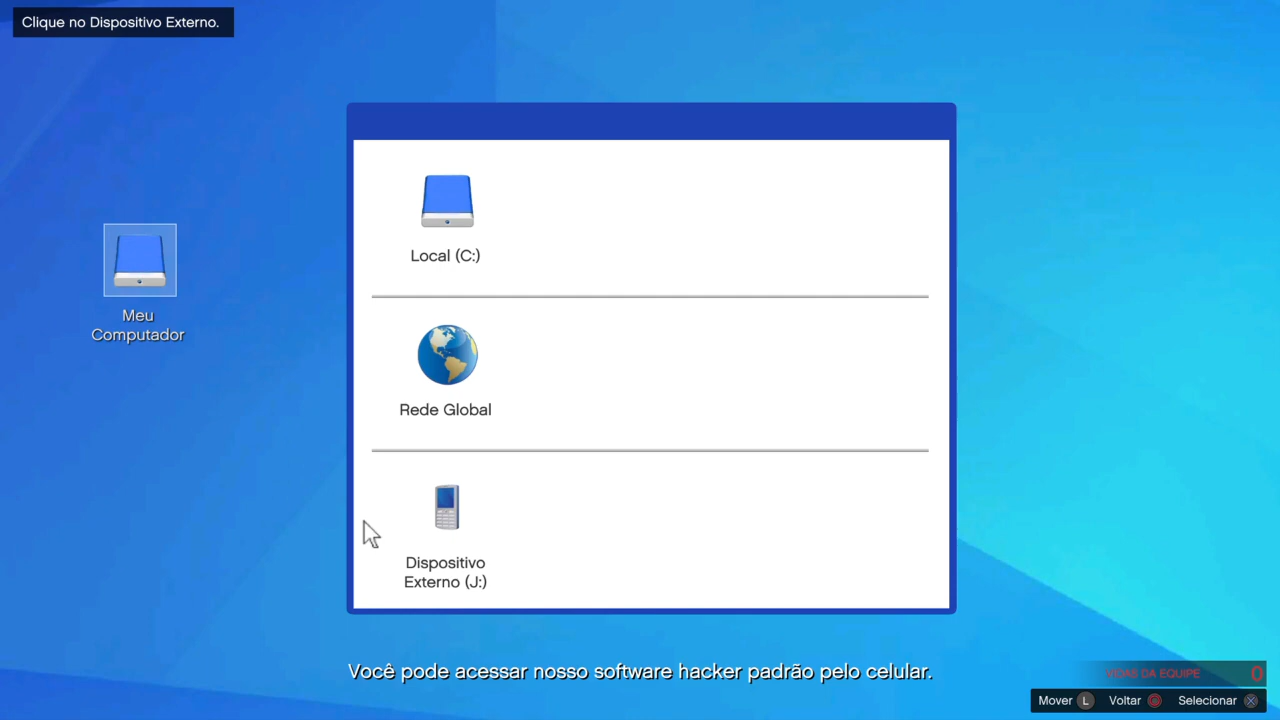 Clique no Dispositivo Externo.
Local (C:)
Meu
Computador
Rede Global
Dispositivo
Externo (J:)
Você pode acessar nosso software hacker padrão pelo celular.
VIDAS DA EQUIPE 0
Mover L Voltar Selecionar